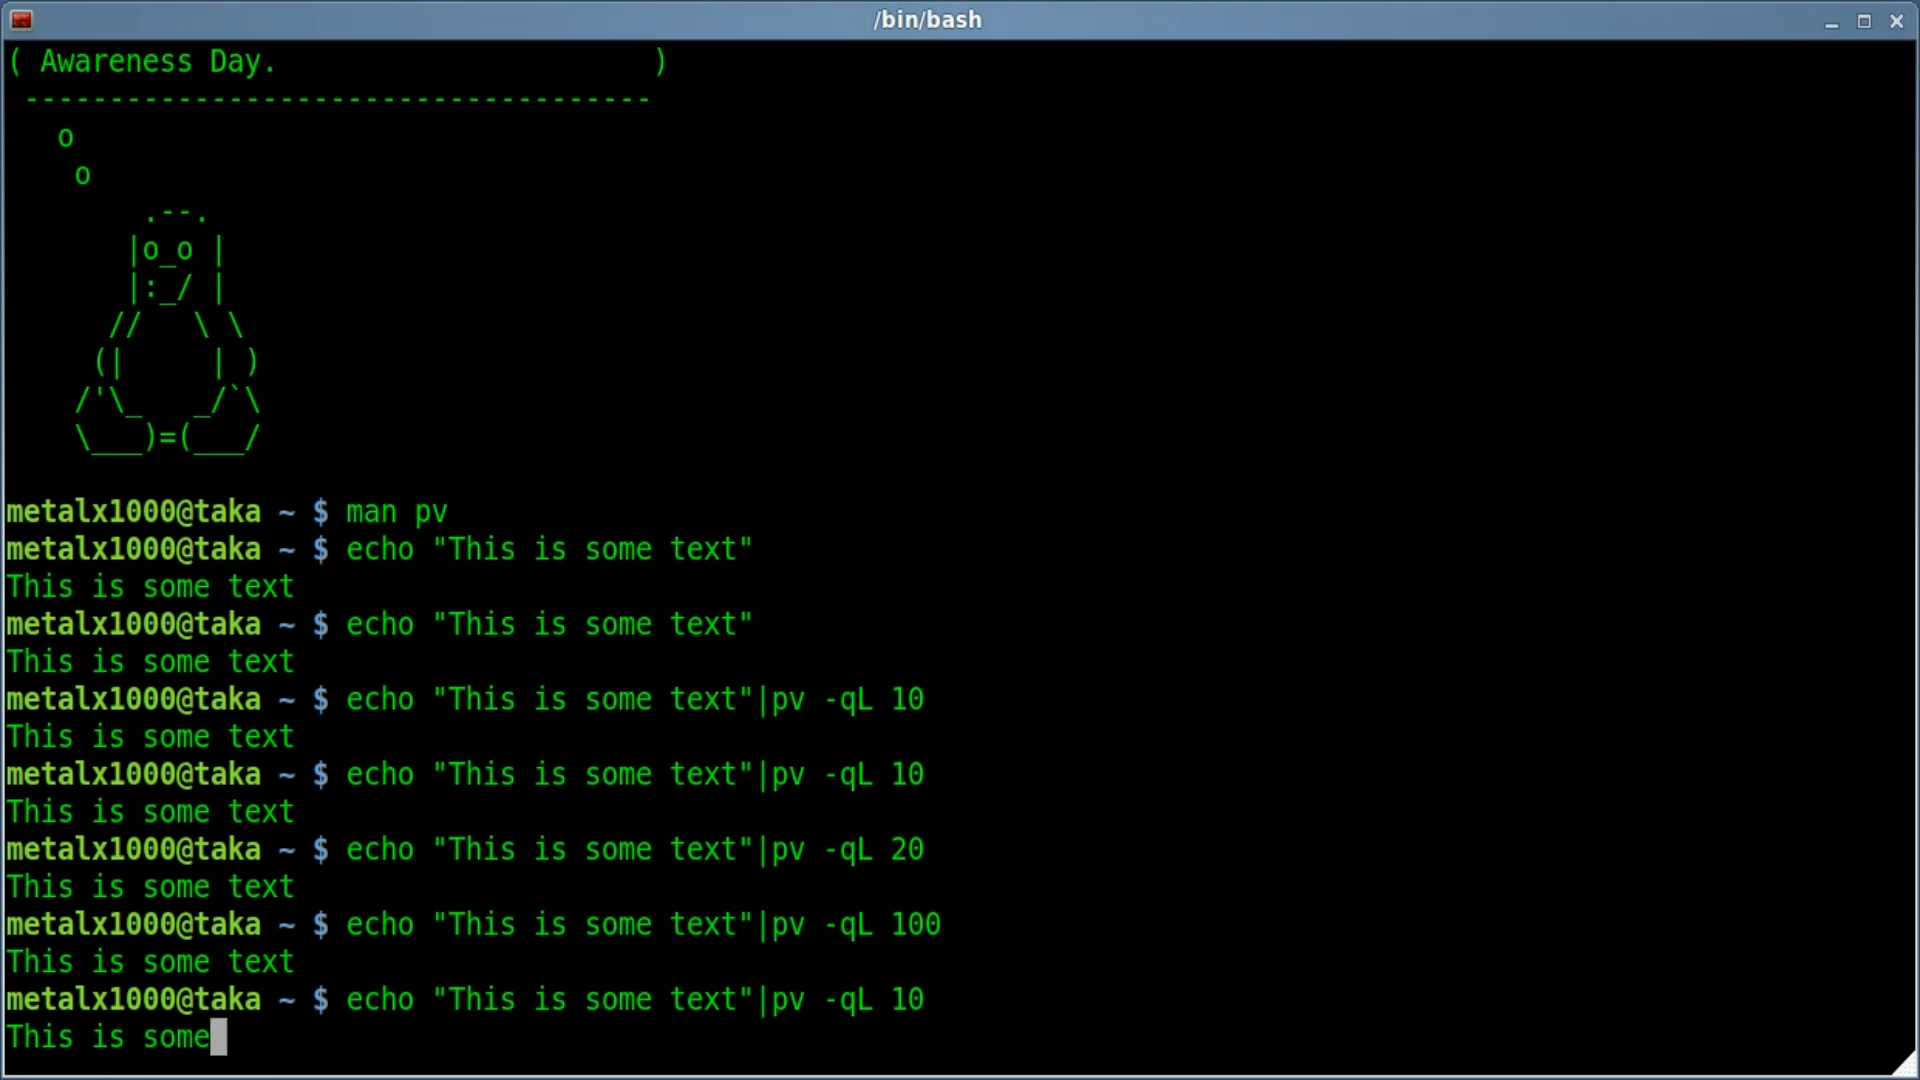 /bin/bash
( Awareness Day.                      )
 -------------------------------------
   o
    o
        .--.
       |o_o |
       |:_/ |
      //   \ \
     (|     | )
    /'\_   _/`\
    \___)=(___/
metalx1000@taka ~ $ man pv
metalx1000@taka ~ $ echo "This is some text"
This is some text
metalx1000@taka ~ $ echo "This is some text"
This is some text
metalx1000@taka ~ $ echo "This is some text"|pv -qL 10
This is some text
metalx1000@taka ~ $ echo "This is some text"|pv -qL 10
This is some text
metalx1000@taka ~ $ echo "This is some text"|pv -qL 20
This is some text
metalx1000@taka ~ $ echo "This is some text"|pv -qL 100
This is some text
metalx1000@taka ~ $ echo "This is some text"|pv -qL 10
This is some